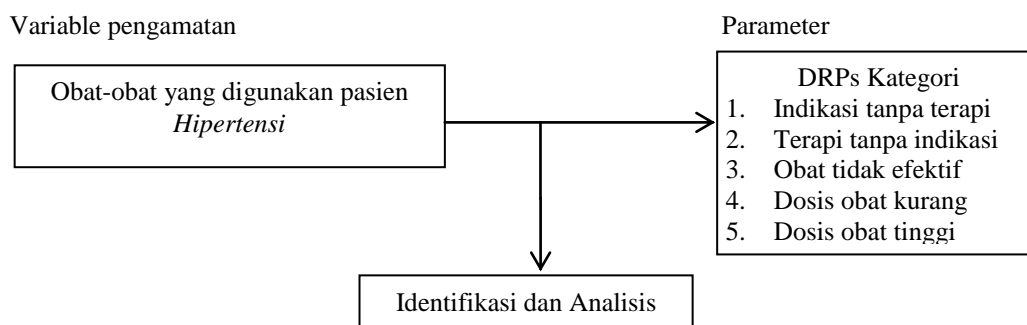 Variable pengamatan
Parameter
Obat-obat yang digunakan pasien
Hipertensi
DRPs Kategori
1. Indikasi tanpa terapi
2. Terapi tanpa indikasi
3. Obat tidak efektif
4. Dosis obat kurang
5. Dosis obat tinggi
Identifikasi dan Analisis